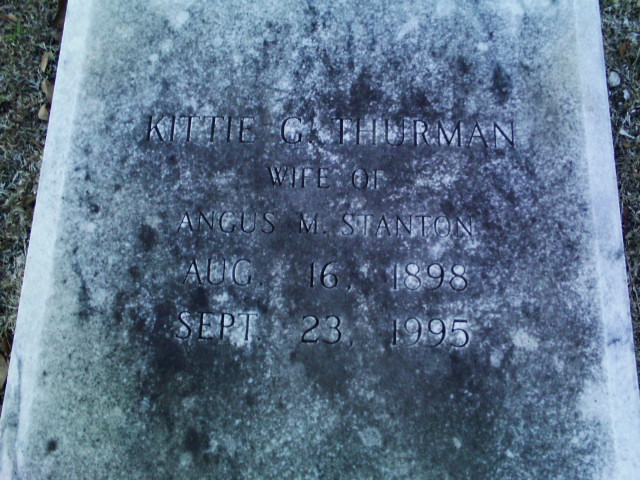 KITTIE G. THURMAN
WIFE OF
ANGUS M. STANTON
AUG. 16, 1898
SEPT. 23, 1995